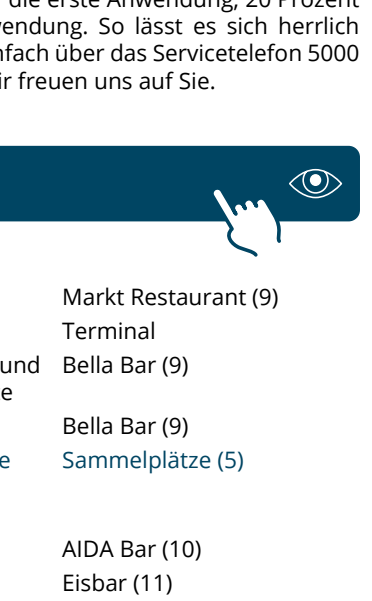 die erste Anwendung, 20 Prozent
endung. So lässt es sich herrlich
nfach über das Servicetelefon 5000
ir freuen uns auf Sie.
Markt Restaurant (9)
Terminal
und Bella Bar (9)
e
Bella Bar (9)
e Sammelplätze (5)
AIDA Bar (10)
Eisbar (11)